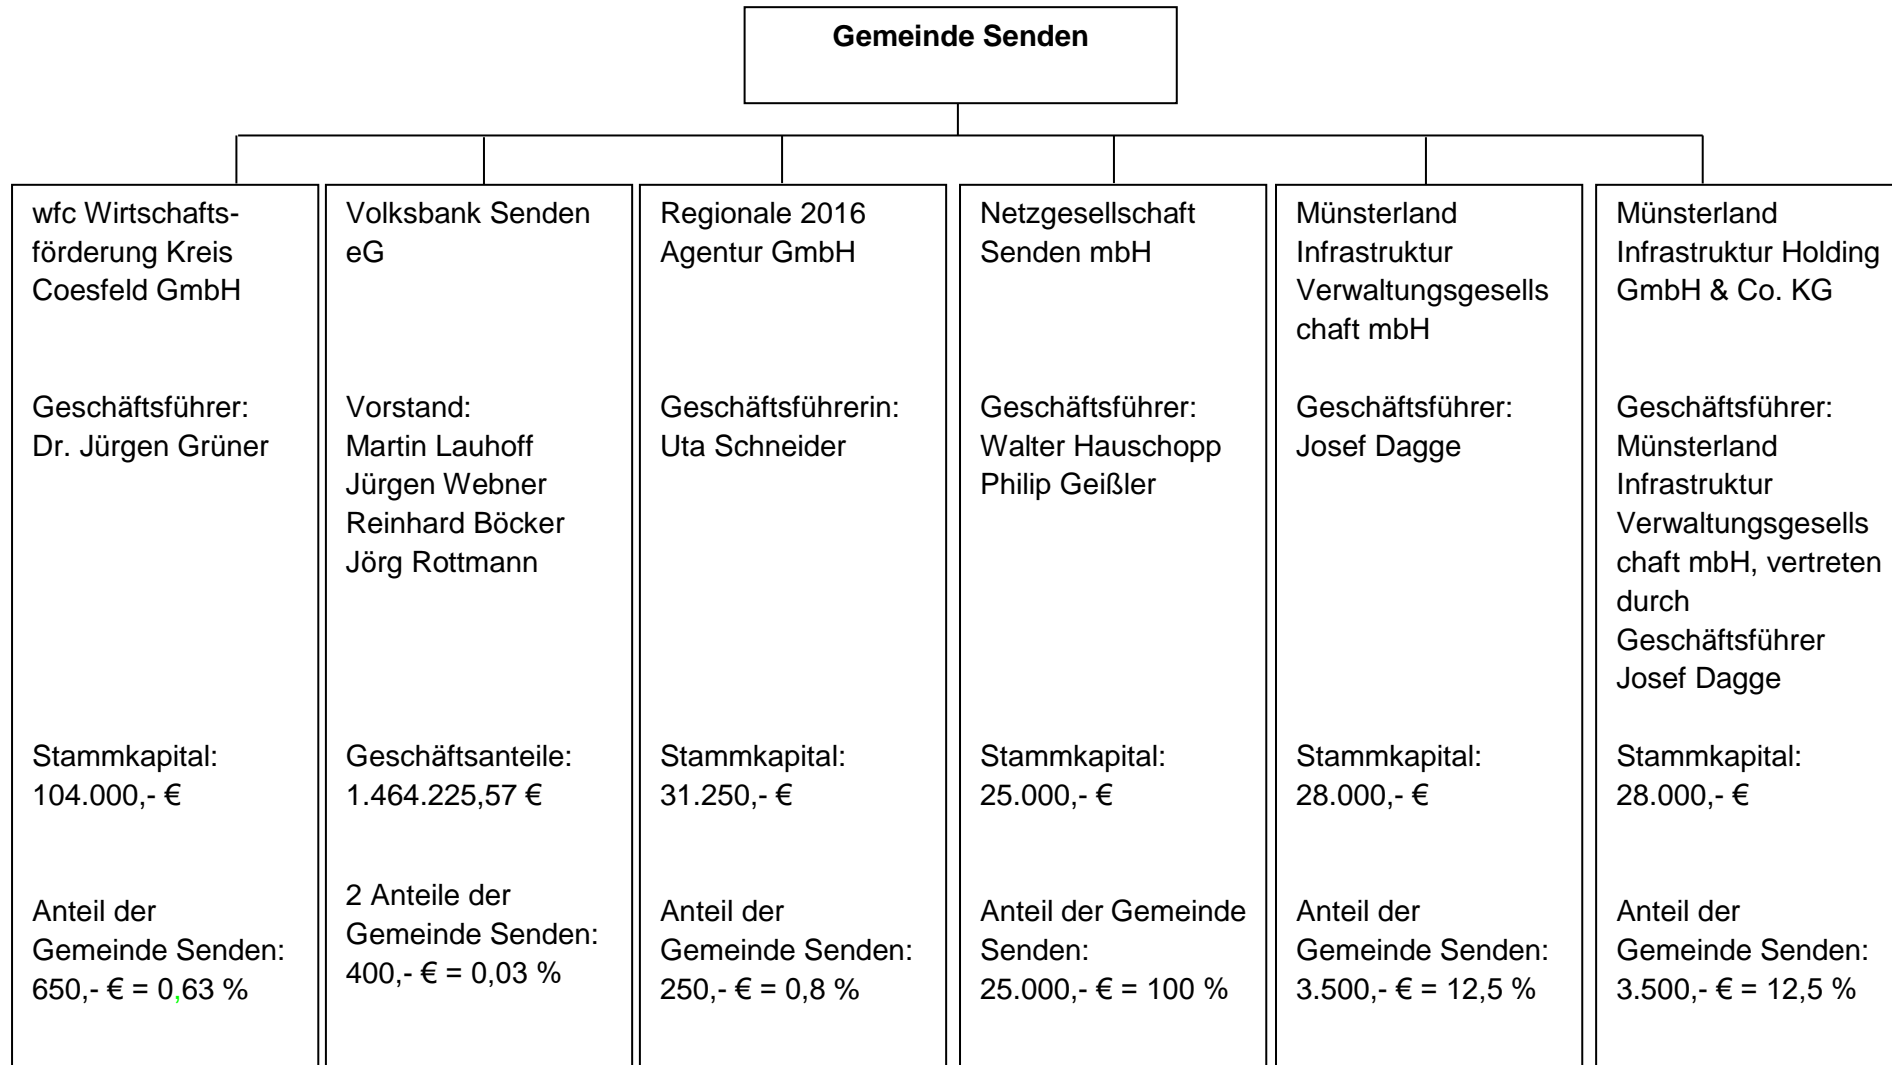 Gemeinde Senden
wfc Wirtschafts-
förderung Kreis
Coesfeld GmbH
Geschäftsführer:
Dr. Jürgen Grüner
Stammkapital:
104.000,- €
Anteil der
Gemeinde Senden:
650,- € = 0,63 %
Volksbank Senden
eG
Vorstand:
Martin Lauhoff
Jürgen Webner
Reinhard Böcker
Jörg Rottmann
Geschäftsanteile:
1.464.225,57 €
2 Anteile der
Gemeinde Senden:
400,- € = 0,03 %
Regionale 2016
Agentur GmbH
Geschäftsführerin:
Uta Schneider
Stammkapital:
31.250,- €
Anteil der
Gemeinde Senden:
250,- € = 0,8 %
Netzgesellschaft
Senden mbH
Geschäftsführer:
Walter Hauschopp
Philip Geißler
Stammkapital:
25.000,- €
Anteil der Gemeinde
Senden:
25.000,- € = 100 %
Münsterland
Infrastruktur
Verwaltungsgesells
chaft mbH
Geschäftsführer:
Josef Dagge
Stammkapital:
28.000,- €
Anteil der
Gemeinde Senden:
3.500,- € = 12,5 %
Münsterland
Infrastruktur Holding
GmbH & Co. KG
Geschäftsführer:
Münsterland
Infrastruktur
Verwaltungsgesells
chaft mbH, vertreten
durch
Geschäftsführer
Josef Dagge
Stammkapital:
28.000,- €
Anteil der
Gemeinde Senden:
3.500,- € = 12,5 %